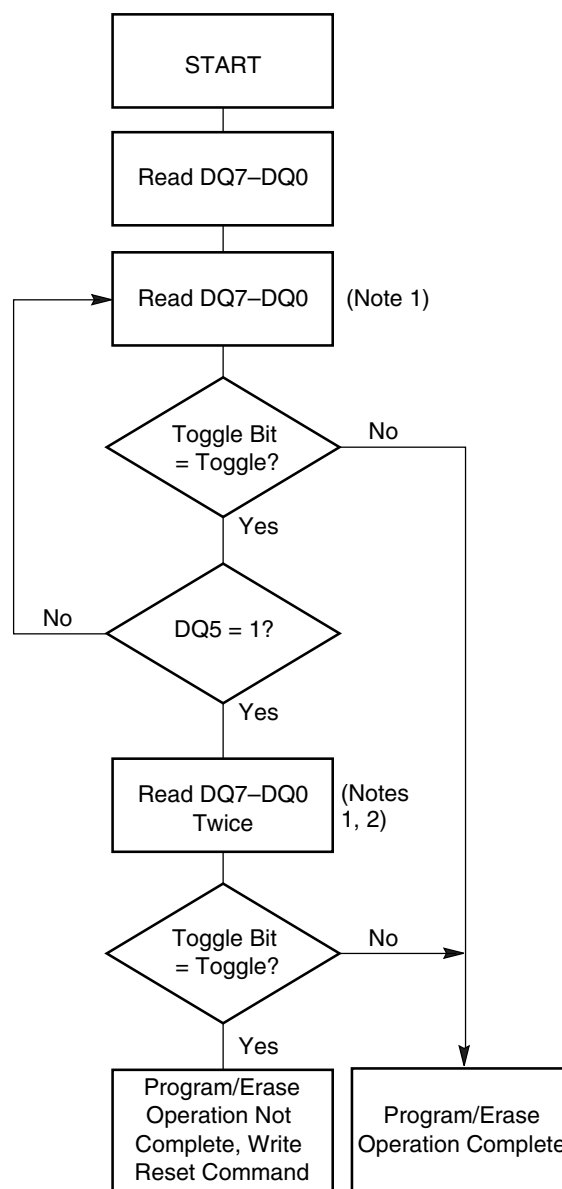 START
Read DQ7–DQ0
Read DQ7–DQ0
(Note 1)
Toggle Bit
= Toggle?
No
Yes
No
DQ5 = 1?
Yes
Read DQ7–DQ0
Twice
(Notes
1, 2)
Toggle Bit
= Toggle?
No
Yes
Program/Erase
Operation Not
Complete, Write
Reset Command
Program/Erase
Operation Complete